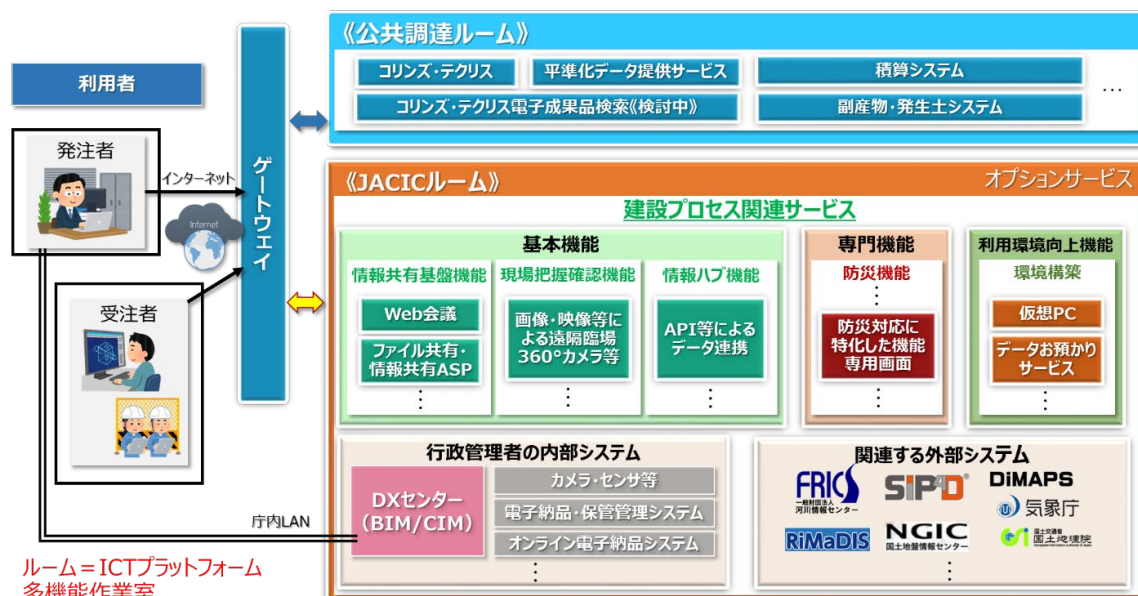 利用者
発注者
インターネット
Internet
受注者
庁内LAN
ルーム=ICTプラットフォーム
多機能作業室
ゲートウェイ
《公共調達ルーム》
コリンズ・テクリス
平準化データ提供サービス
積算システム
コリンズ・テクリス電子成果品検索《検討中》
副産物・発生土システム
…
《JACICルーム》
オプションサービス
建設プロセス関連サービス
基本機能
情報共有基盤機能
Web会議
ファイル共有・
情報共有ASP
⋮
現場把握確認機能
画像・映像等に
よる遠隔臨場
360°カメラ等
⋮
情報ハブ機能
API等による
データ連携
⋮
専門機能
防災機能
⋮
防災対応に
特化した機能
専用画面
⋮
利用環境向上機能
環境構築
仮想PC
データお預かり
サービス
⋮
行政管理者の内部システム
DXセンター
(BIM/CIM)
カメラ・センサ等
電子納品・保管管理システム
オンライン電子納品システム
⋮
関連する外部システム
FRICS
一般財団法人
河川情報センター
SiP4D
DiMAPS
気象庁
RiMaDIS
NGIC
国土地盤情報センター
国土交通省
国土地理院
⋮